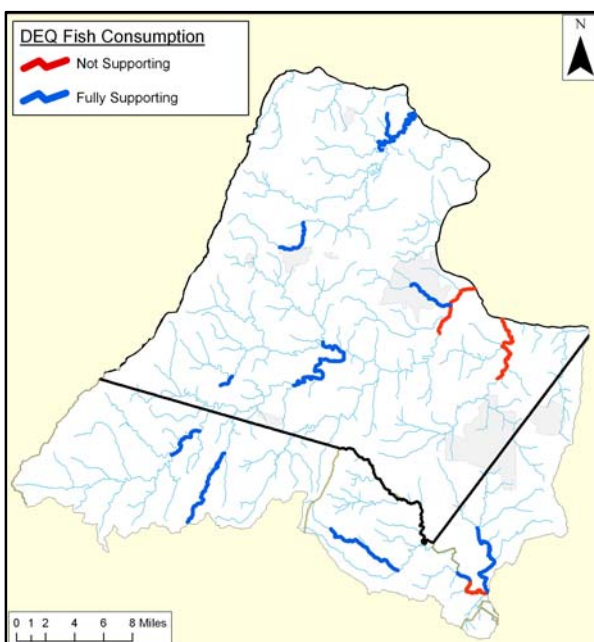 DEQ Fish Consumption
Not Supporting
Fully Supporting
N
0 1 2 4 6 8 Miles